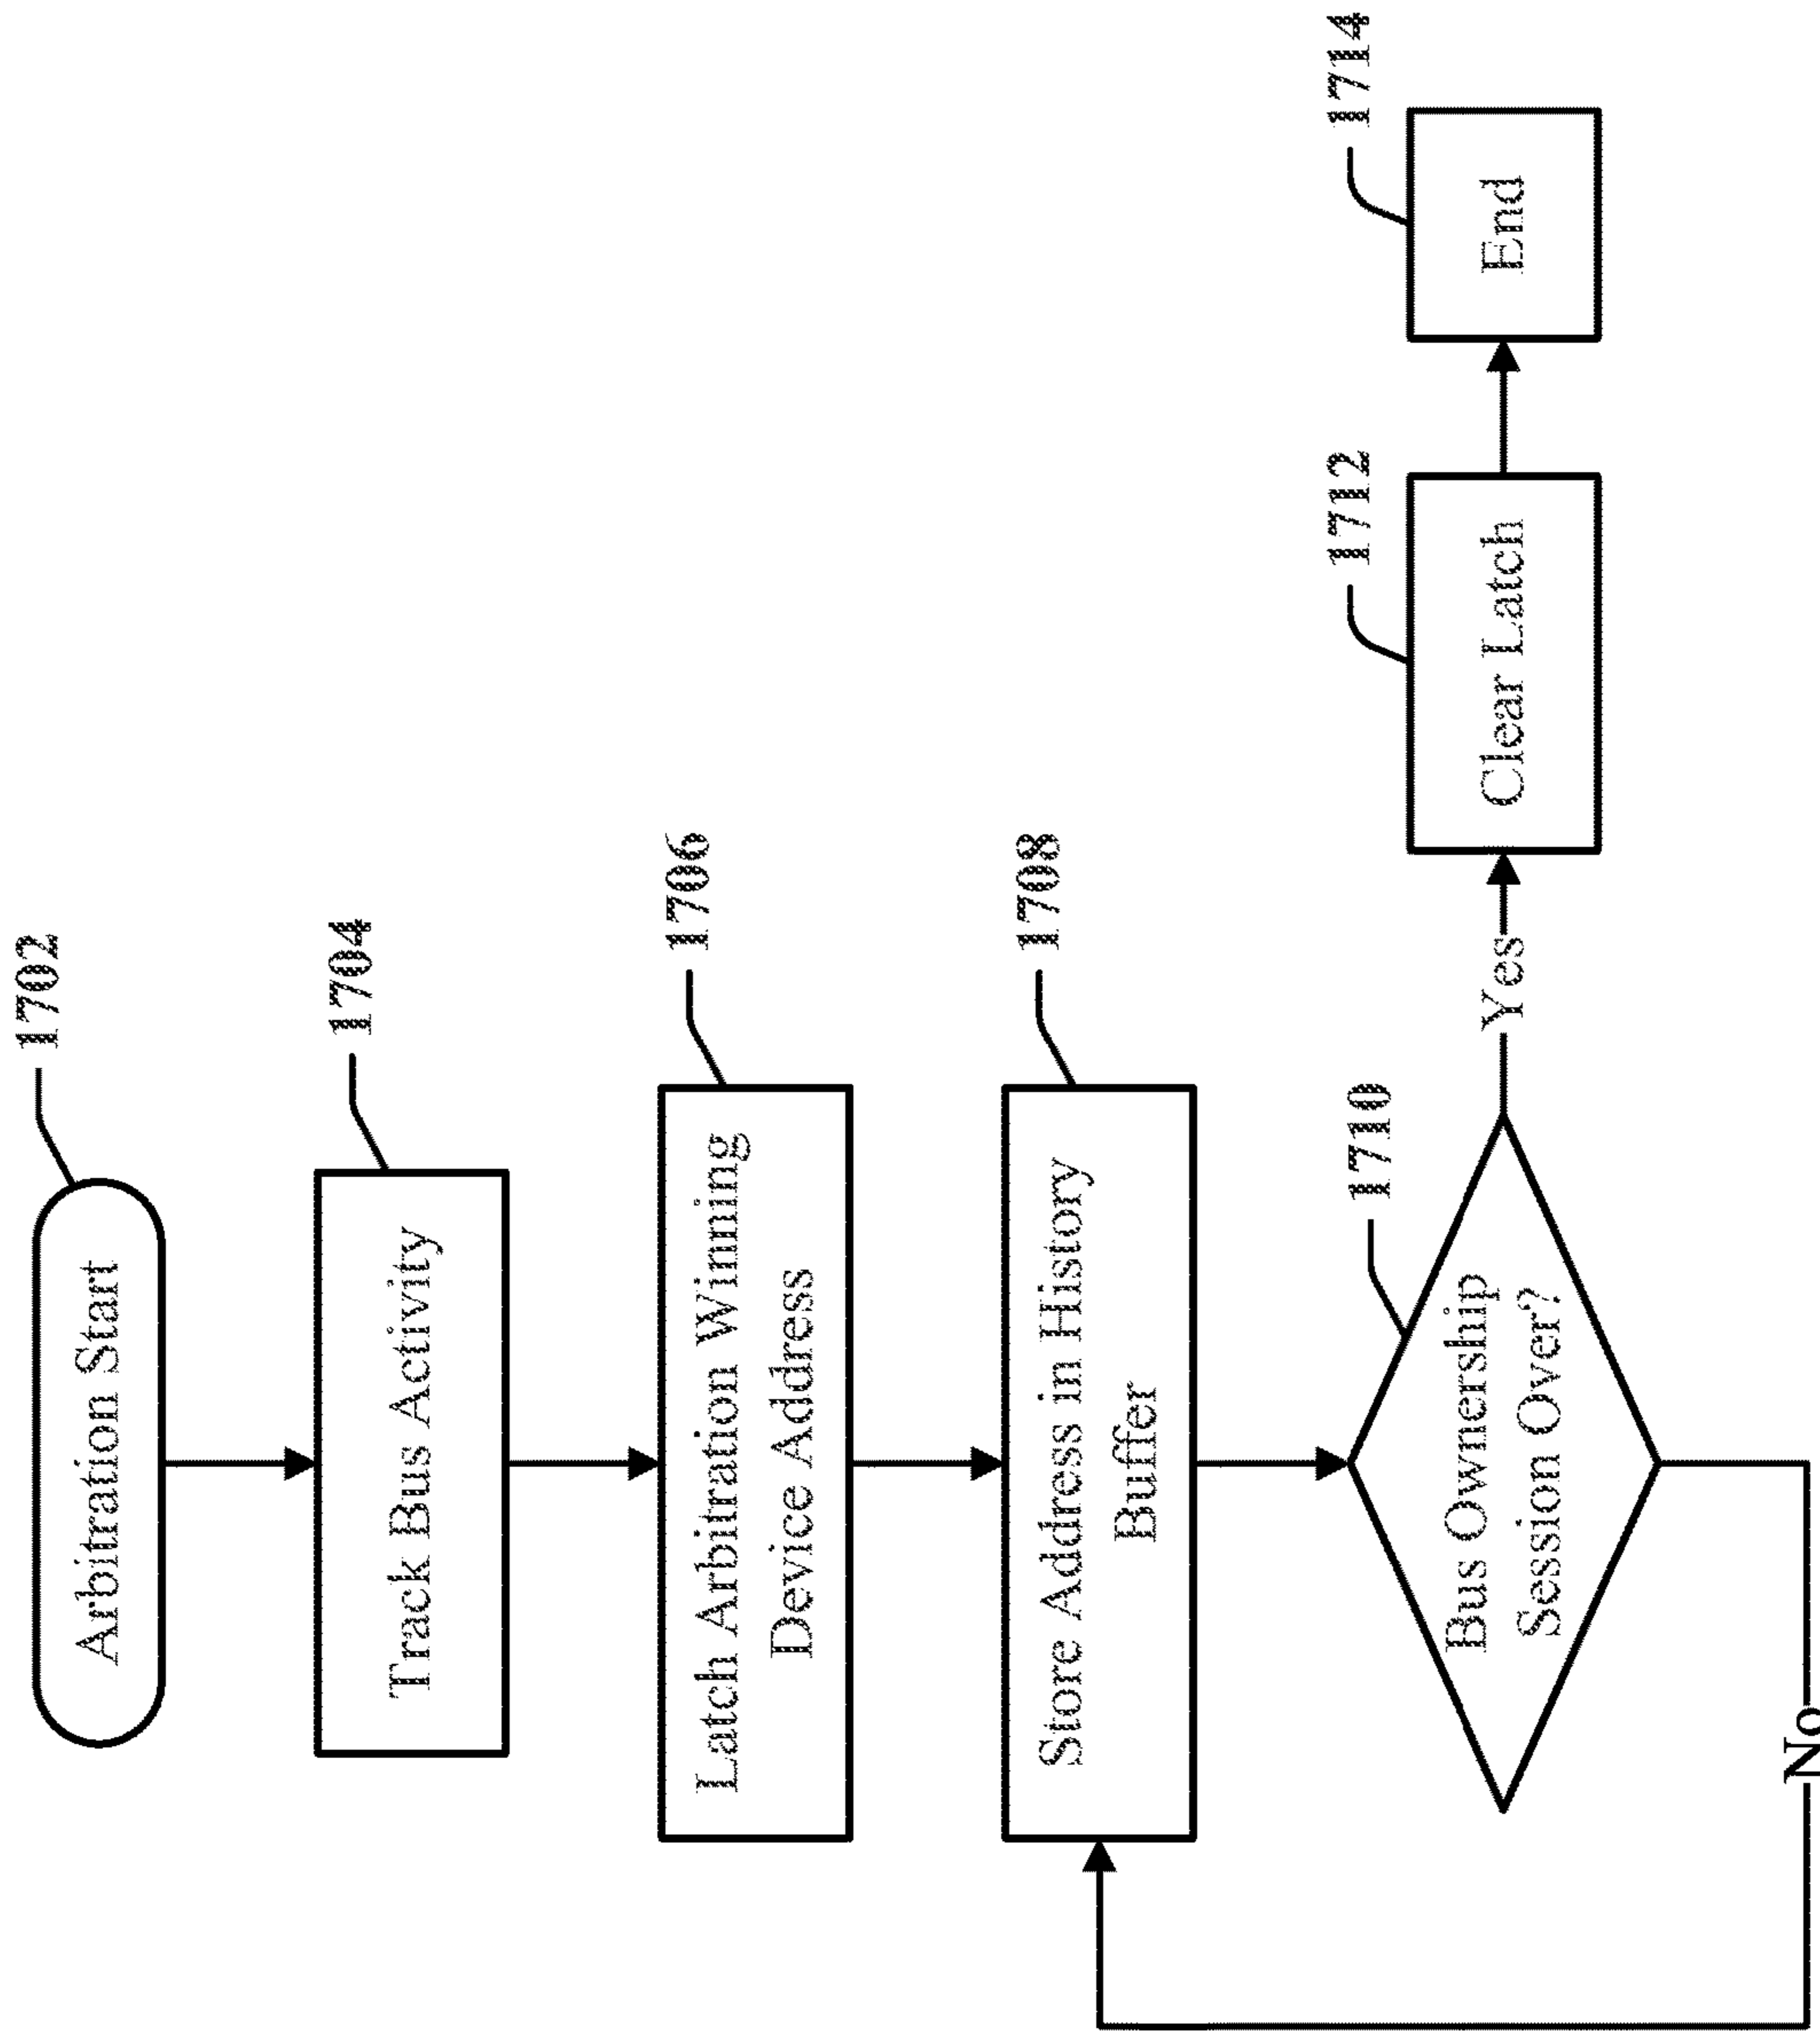 1702
Arbitration Start
1704
Track Bus Activity
1706
Latch Arbitration Winning
Device Address
1708
Store Address in History
Buffer
1710
Bus Ownership
Session Over?
Yes
1712
Clear Latch
1714
End
No